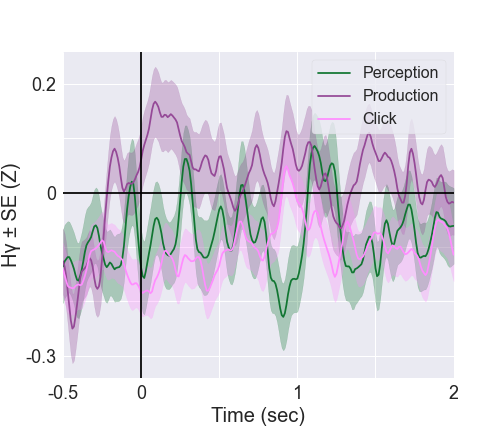 Perception
Production
Click
0.2
0
-0.3
Hγ ± SE (Z)
-0.5
0
1
2
Time (sec)